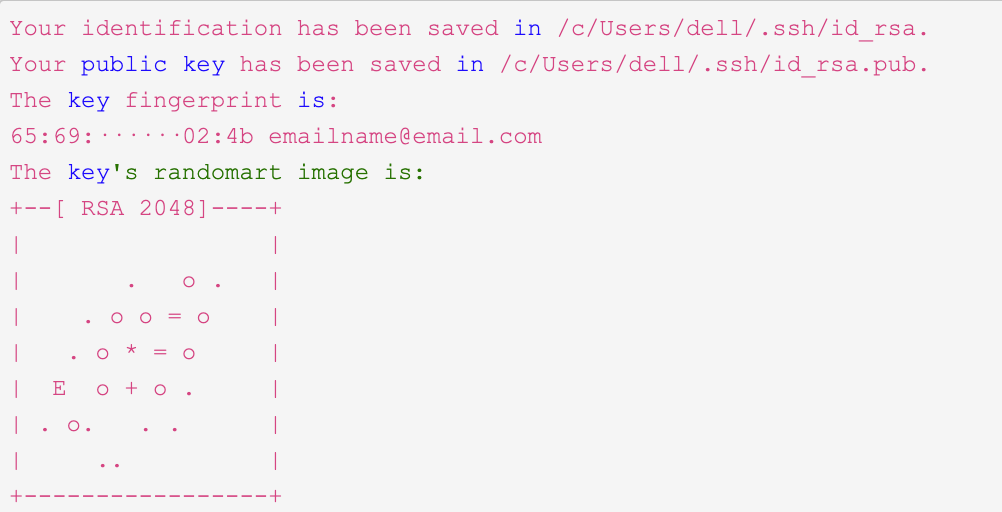 Your identification has been saved in /c/Users/dell/.ssh/id_rsa.
Your public key has been saved in /c/Users/dell/.ssh/id_rsa.pub.
The key fingerprint is:
65:69:······02:4b emailname@email.com
The key's randomart image is:
+--[ RSA 2048]----+
|                 |
|       .   o .   |
|    . o o = o    |
|   . o * = o     |
|  E  o + o .     |
| . o.   . .      |
|     ..          |
+-----------------+